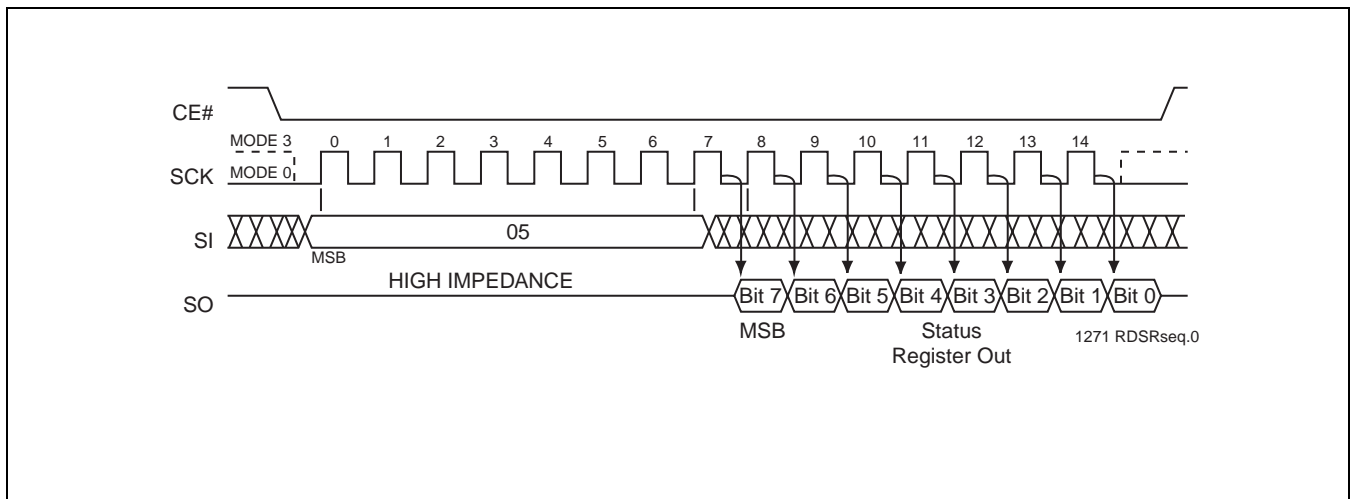 CE#
MODE 3 0 1 2 3 4 5 6 7 8 9 10 11 12 13 14
SCK MODE 0
SI 05
MSB
HIGH IMPEDANCE
SO Bit 7 Bit 6 Bit 5 Bit 4 Bit 3 Bit 2 Bit 1 Bit 0
MSB Status 1271 RDSRseq.0
Register Out